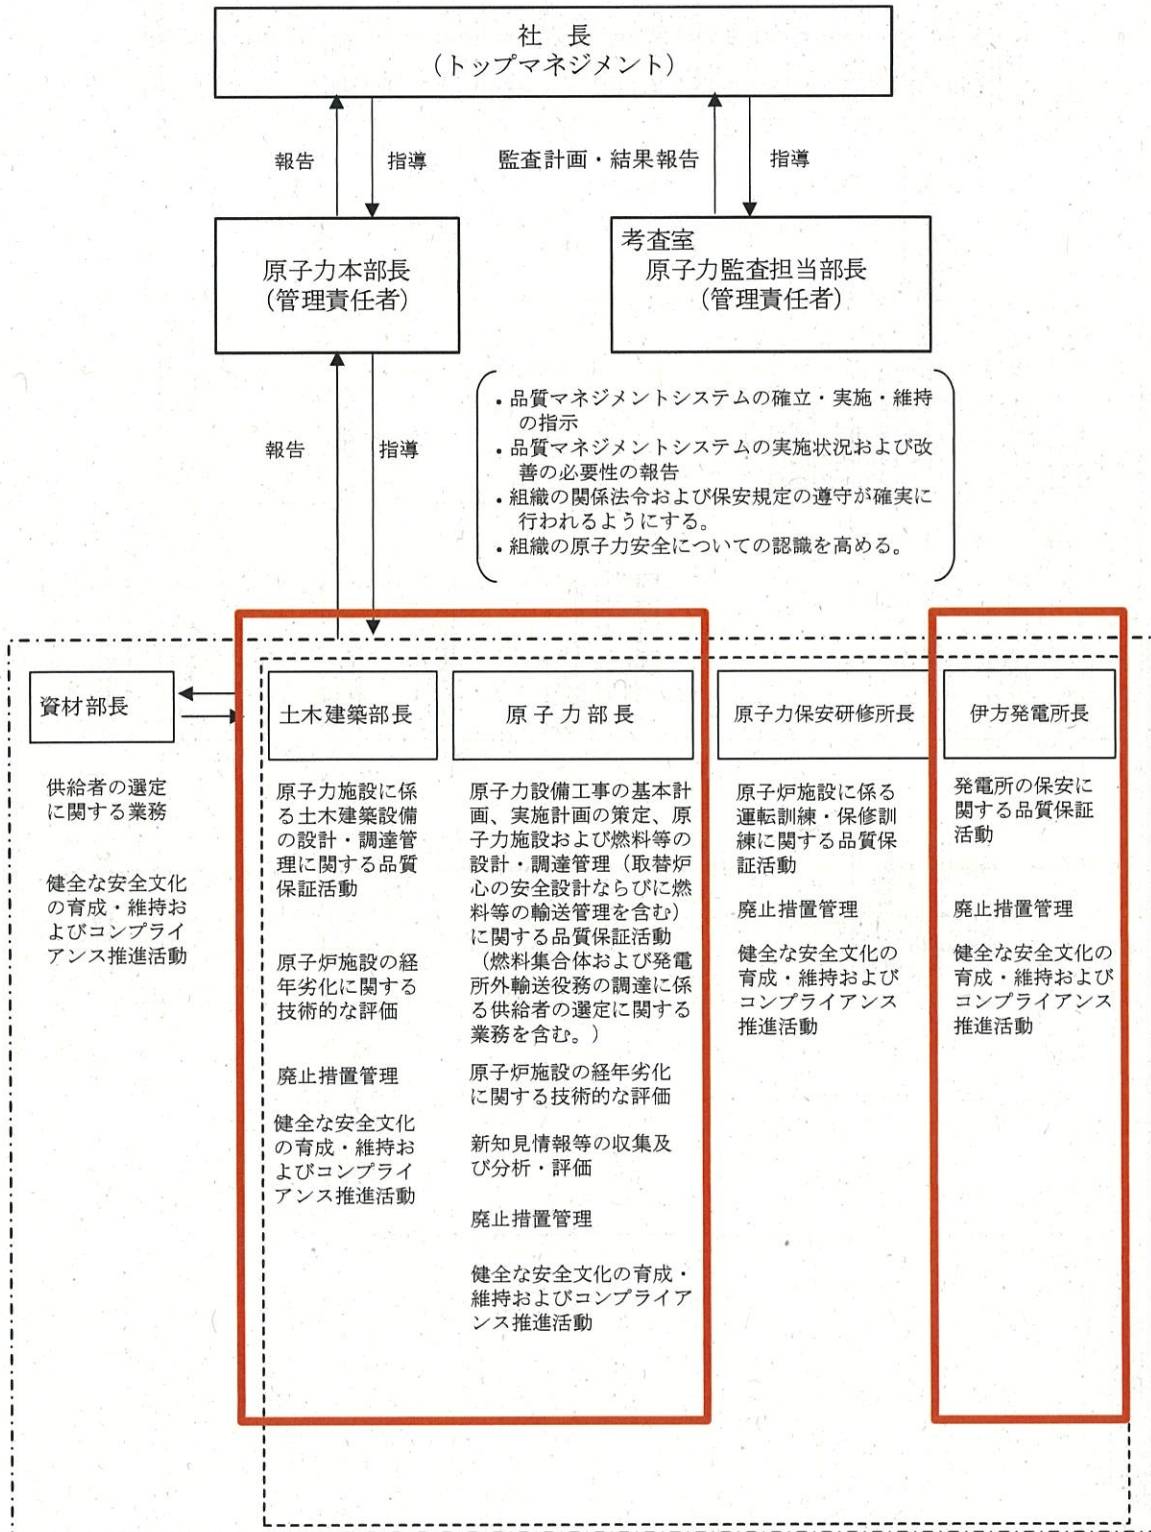 社　長
（トップマネジメント）
報告
指導
監査計画・結果報告
指導
原子力本部長
（管理責任者）
考査室
原子力監査担当部長
（管理責任者）
・品質マネジメントシステムの確立・実施・維持
の指示
・品質マネジメントシステムの実施状況および改
善の必要性の報告
・組織の関係法令および保安規定の遵守が確実に
行われるようにする。
・組織の原子力安全についての認識を高める。
報告
指導
資材部長
供給者の選定
に関する業務
健全な安全文化
の育成・維持お
よびコンプライ
アンス推進活動
土木建築部長
原子力施設に係
る土木建築設備
の設計・調達管
理に関する品質
保証活動
原子炉施設の経
年劣化に関する
技術的な評価
廃止措置管理
健全な安全文化
の育成・維持お
よびコンプライ
アンス推進活動
原子力部長
原子力設備工事の基本計
画、実施計画の策定、原
子力施設および燃料等の
設計・調達管理（取替炉
心の安全設計ならびに燃
料等の輸送管理を含む）
に関する品質保証活動
（燃料集合体および発電
所外輸送役務の調達に係
る供給者の選定に関する
業務を含む。）
原子炉施設の経年劣化
に関する技術的な評価
新知見情報等の収集及
び分析・評価
廃止措置管理
健全な安全文化の育成・
維持およびコンプライア
ンス推進活動
原子力保安研修所長
原子炉施設に係る
運転訓練・保修訓
練に関する品質保
証活動
廃止措置管理
健全な安全文化の
育成・維持および
コンプライアンス
推進活動
伊方発電所長
発電所の保安に
関する品質保証
活動
廃止措置管理
健全な安全文化の
育成・維持および
コンプライアンス
推進活動